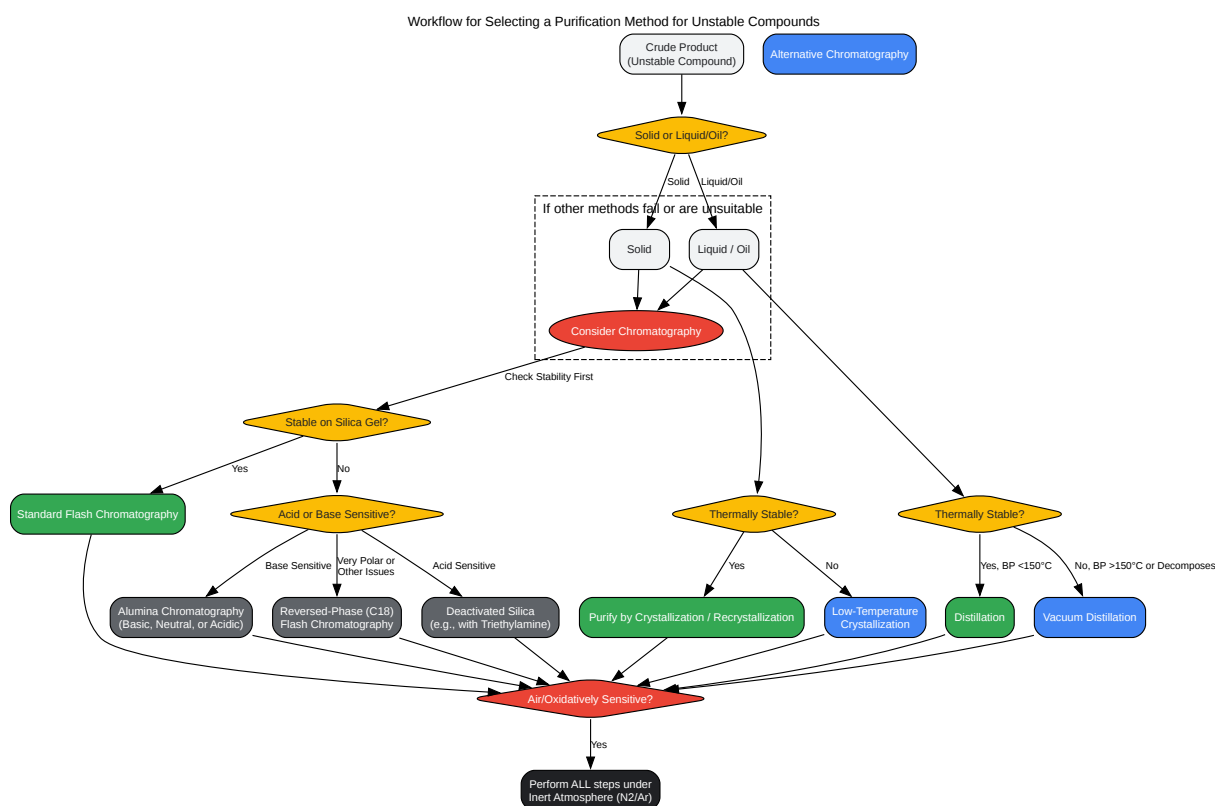 Workflow for Selecting a Purification Method for Unstable Compounds
Crude Product
(Unstable Compound)
Alternative Chromatography
Solid or Liquid/Oil?
Solid
Liquid/Oil
If other methods fail or are unsuitable
Solid
Liquid / Oil
Consider Chromatography
Check Stability First
Stable on Silica Gel?
Yes
No
Standard Flash Chromatography
Acid or Base Sensitive?
Thermally Stable?
Thermally Stable?
Base Sensitive
Very Polar or
Other Issues
Acid Sensitive
Yes
No
Yes, BP <150°C
No, BP >150°C or Decomposes
Alumina Chromatography
(Basic, Neutral, or Acidic)
Reversed-Phase (C18)
Flash Chromatography
Deactivated Silica
(e.g., with Triethylamine)
Purify by Crystallization / Recrystallization
Low-Temperature
Crystallization
Distillation
Vacuum Distillation
Air/Oxidatively Sensitive?
Yes
Perform ALL steps under
Inert Atmosphere (N2/Ar)